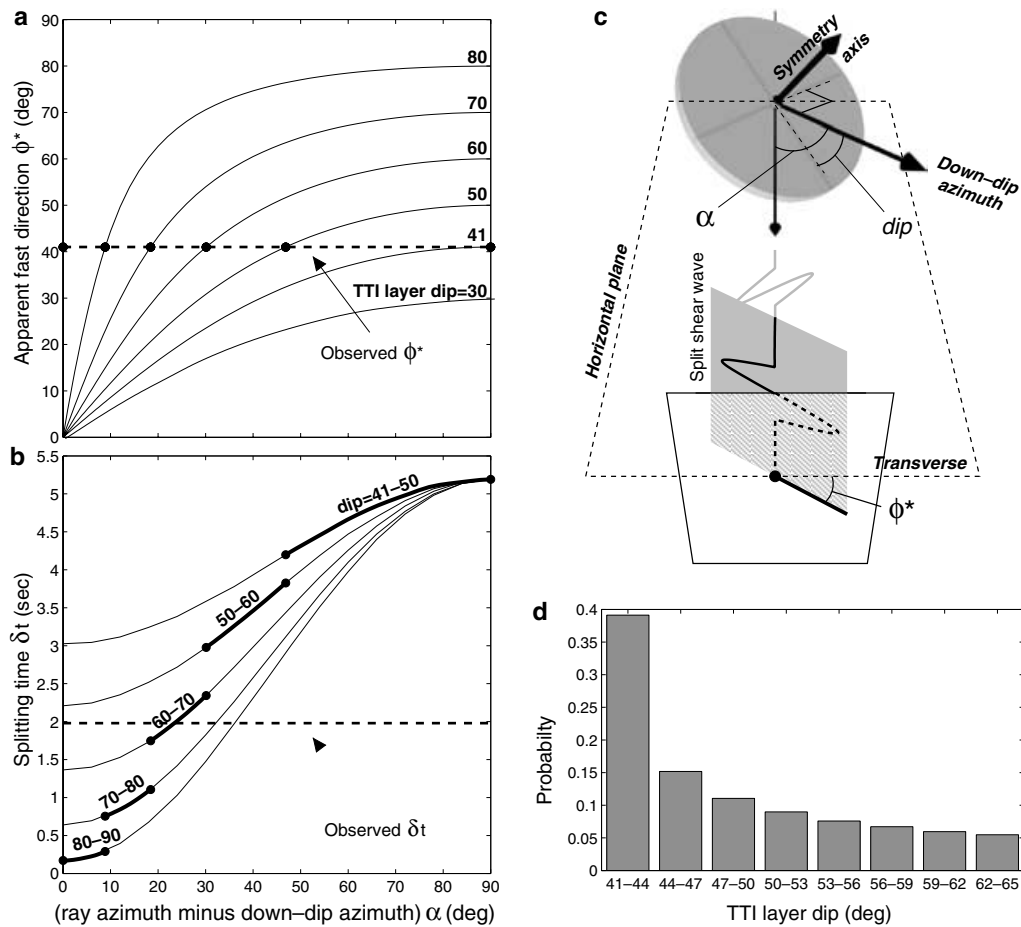 a
90
80
70
60
50
40
30
20
10
0
Apparent fast direction ϕ* (deg)
80
70
60
50
41
TTI layer dip=30
Observed ϕ*
b
5.5
5
4.5
4
3.5
3
2.5
2
1.5
1
0.5
0
Splitting time δt (sec)
dip=41–50
50–60
60–70
70–80
80–90
Observed δt
0 10 20 30 40 50 60 70 80 90
(ray azimuth minus down–dip azimuth) α (deg)
c
Symmetry
axis
Down–dip
azimuth
α
dip
Horizontal plane
Split shear wave
Transverse
ϕ*
d
0.4
0.35
0.3
0.25
0.2
0.15
0.1
0.05
0
Probabilty
41–44 44–47 47–50 50–53 53–56 56–59 59–62 62–65
TTI layer dip (deg)